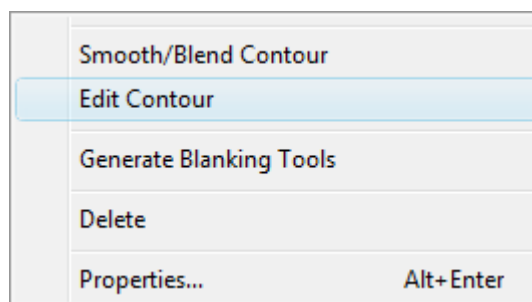 Smooth/Blend Contour
Edit Contour
Generate Blanking Tools
Delete
Properties... Alt+Enter